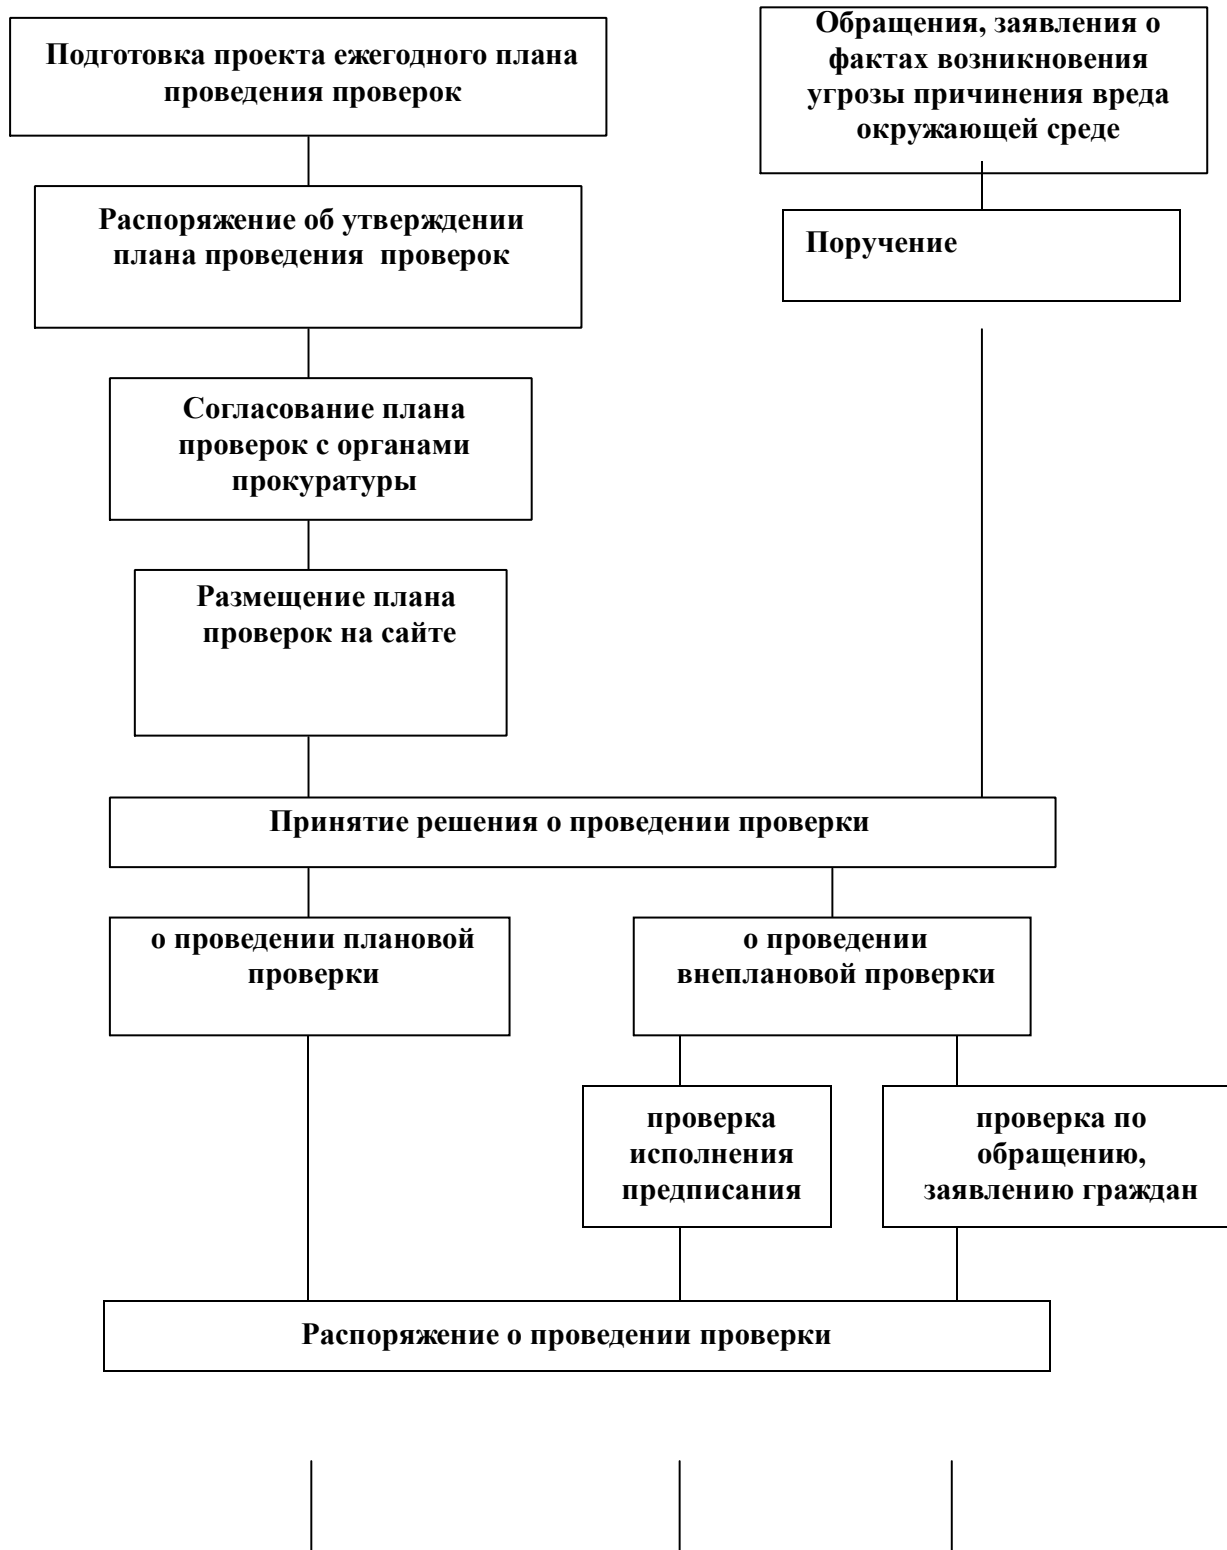 Подготовка проекта ежегодного плана
проведения проверок
Обращения, заявления о
фактах возникновения
угрозы причинения вреда
окружающей среде
Распоряжение об утверждении
плана проведения проверок
Поручение
Согласование плана
проверок с органами
прокуратуры
Размещение плана
проверок на сайте
Принятие решения о проведении проверки
о проведении плановой
проверки
о проведении
внеплановой проверки
проверка
исполнения
предписания
проверка по
обращению,
заявлению граждан
Распоряжение о проведении проверки